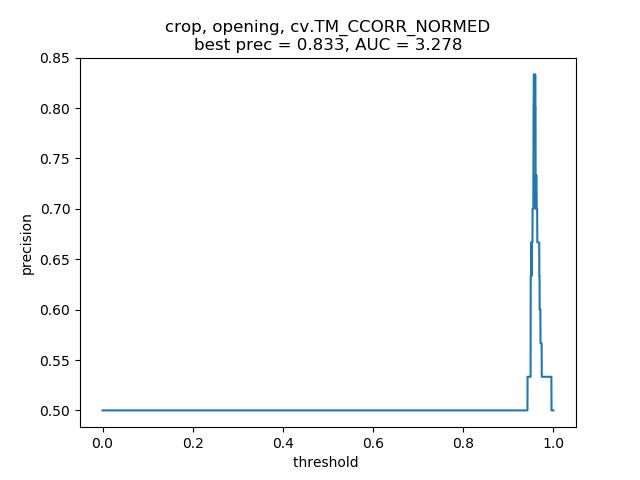 crop, opening, cv.TM_CCORR_NORMED
best prec = 0.833, AUC = 3.278
0.85
0.80
0.75
0.70
0.65
0.60
0.55
0.50
precision
0.0 0.2 0.4 0.6 0.8 1.0
threshold